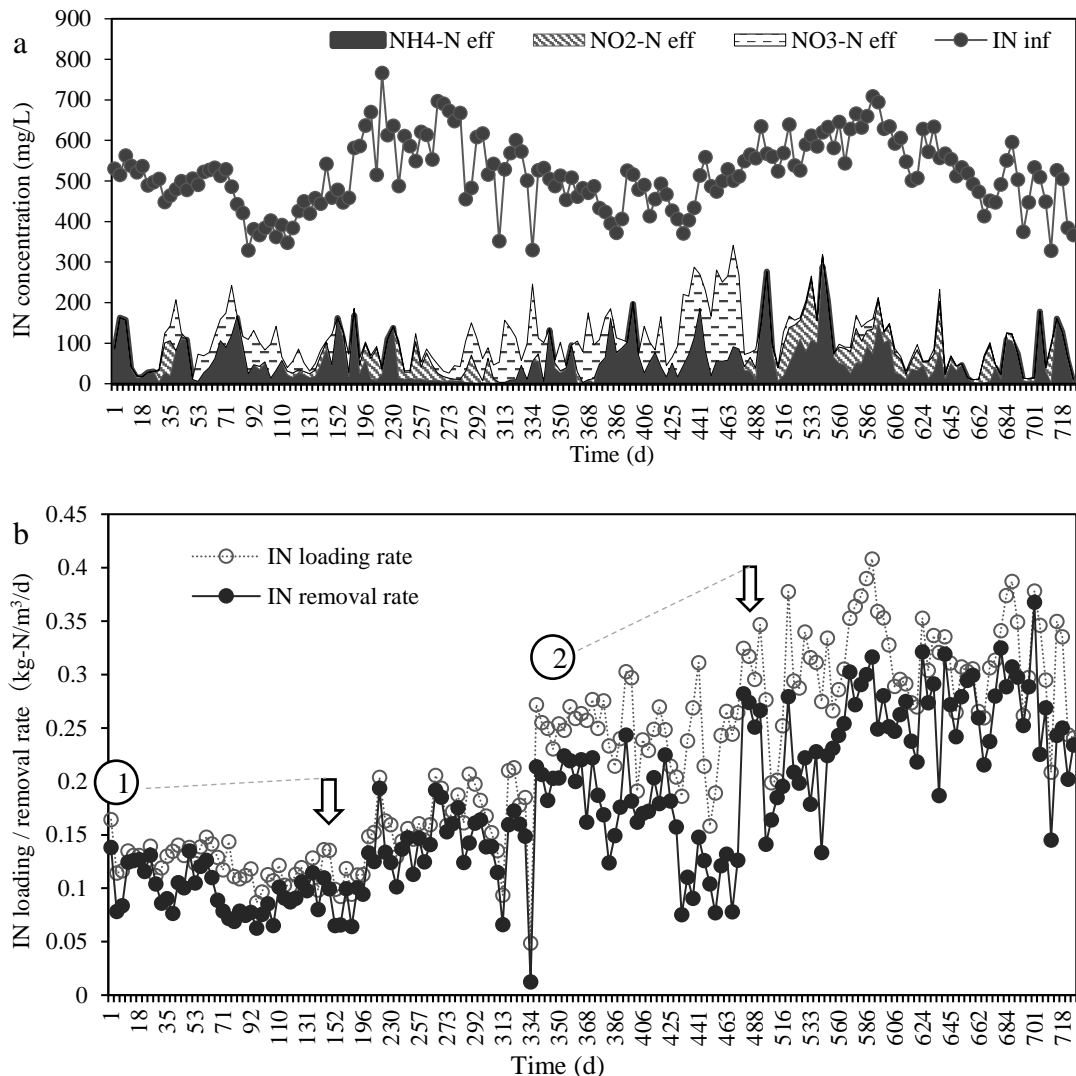 a
NH4-N eff NO2-N eff NO3-N eff IN inf
IN concentration (mg/L)
900
800
700
600
500
400
300
200
100
0
1 18 35 53 71 92 110 131 152 196 230 257 273 292 313 334 350 368 386 406 425 441 463 488 516 533 560 586 606 624 645 662 684 701 718
Time (d)
b
IN loading rate
IN removal rate
IN loading / removal rate (kg-N/m³/d)
0.45
0.4
0.35
0.3
0.25
0.2
0.15
0.1
0.05
0
1
2
1 18 35 53 71 92 110 131 152 196 230 257 273 292 313 334 350 368 386 406 425 441 463 488 516 533 560 586 606 624 645 662 684 701 718
Time (d)